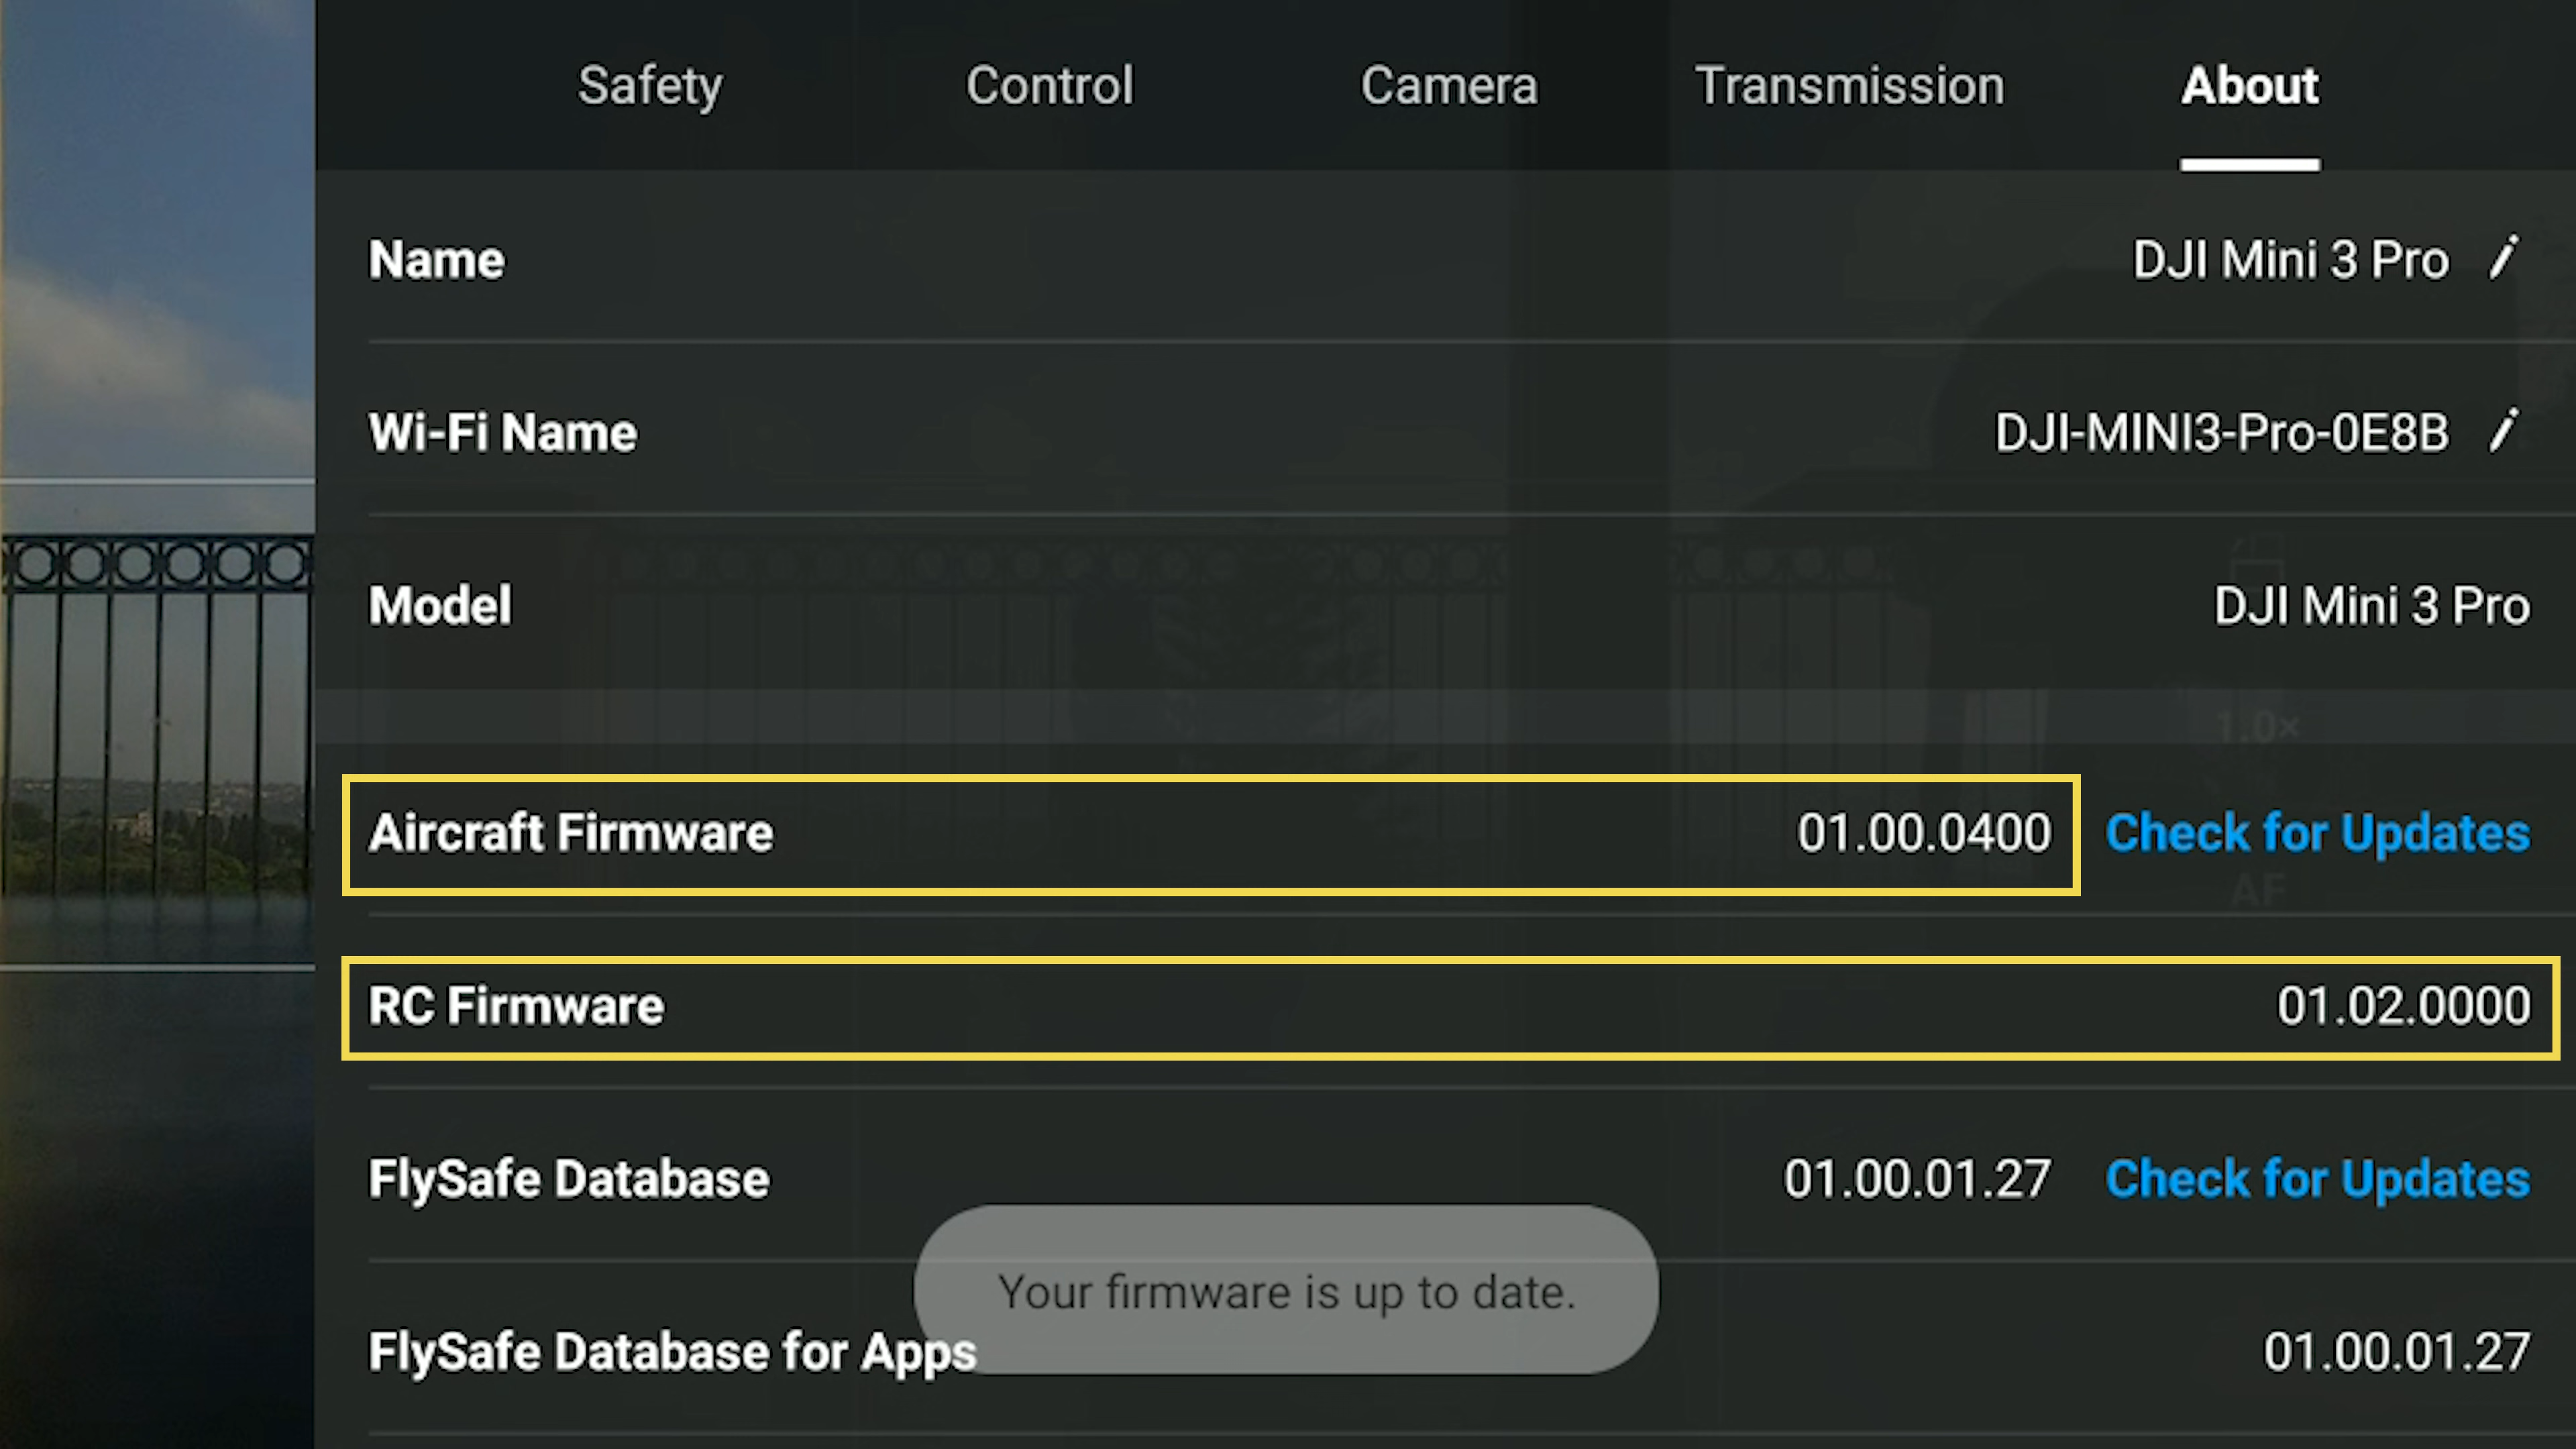 Safety Control Camera Transmission About
Name DJI Mini 3 Pro
Wi-Fi Name DJI-MINI3-Pro-0E8B
Model DJI Mini 3 Pro
1.0×
Aircraft Firmware 01.00.0400 Check for Updates
AF
RC Firmware 01.02.0000
FlySafe Database 01.00.01.27 Check for Updates
Your firmware is up to date.
FlySafe Database for Apps 01.00.01.27